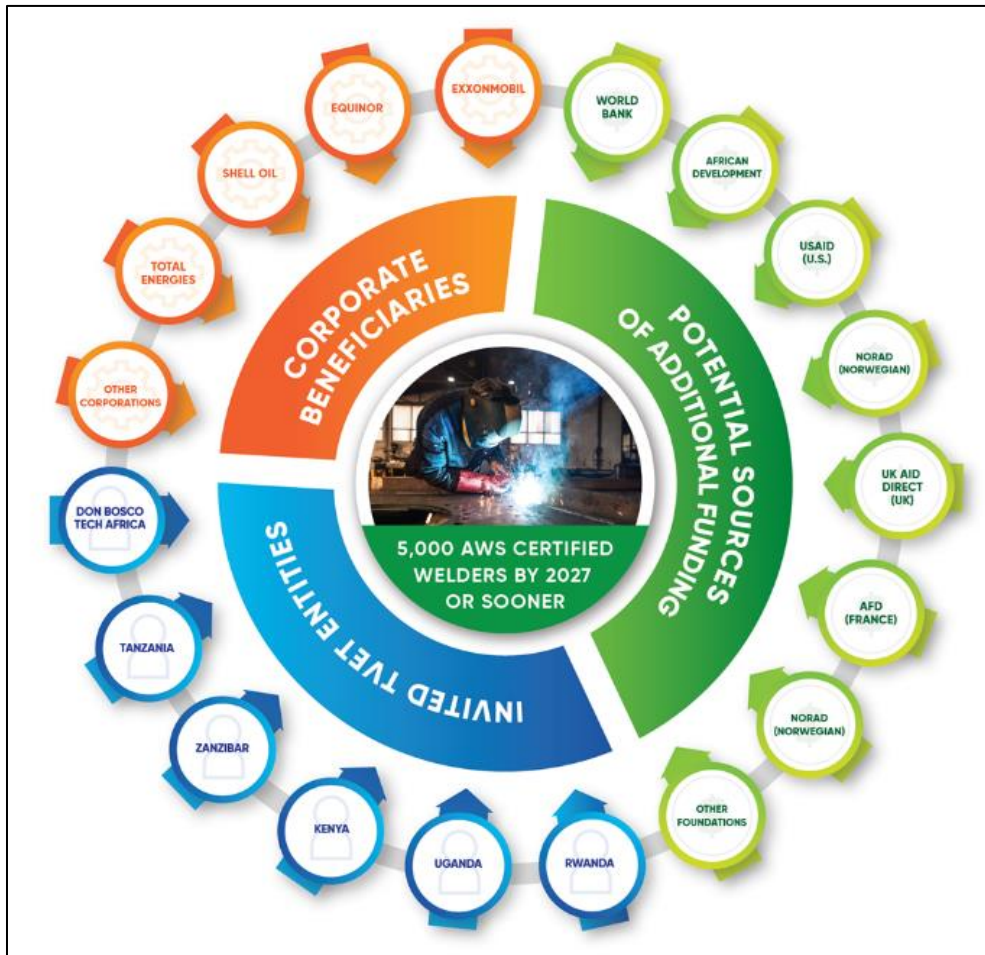 EXXONMOBIL
WORLD
BANK
AFRICAN
DEVELOPMENT
USAID
(U.S.)
NORAD
(NORWEGIAN)
UK AID
DIRECT
(UK)
AFD
(FRANCE)
NORAD
(NORWEGIAN)
OTHER
FOUNDATIONS
RWANDA
UGANDA
KENYA
ZANZIBAR
TANZANIA
DON BOSCO
TECH AFRICA
OTHER
CORPORATIONS
TOTAL
ENERGIES
SHELL OIL
EQUINOR
CORPORATE
BENEFICIARIES
POTENTIAL SOURCES
OF ADDITIONAL FUNDING
INVITED TVET ENTITIES
5,000 AWS CERTIFIED
WELDERS BY 2027
OR SOONER